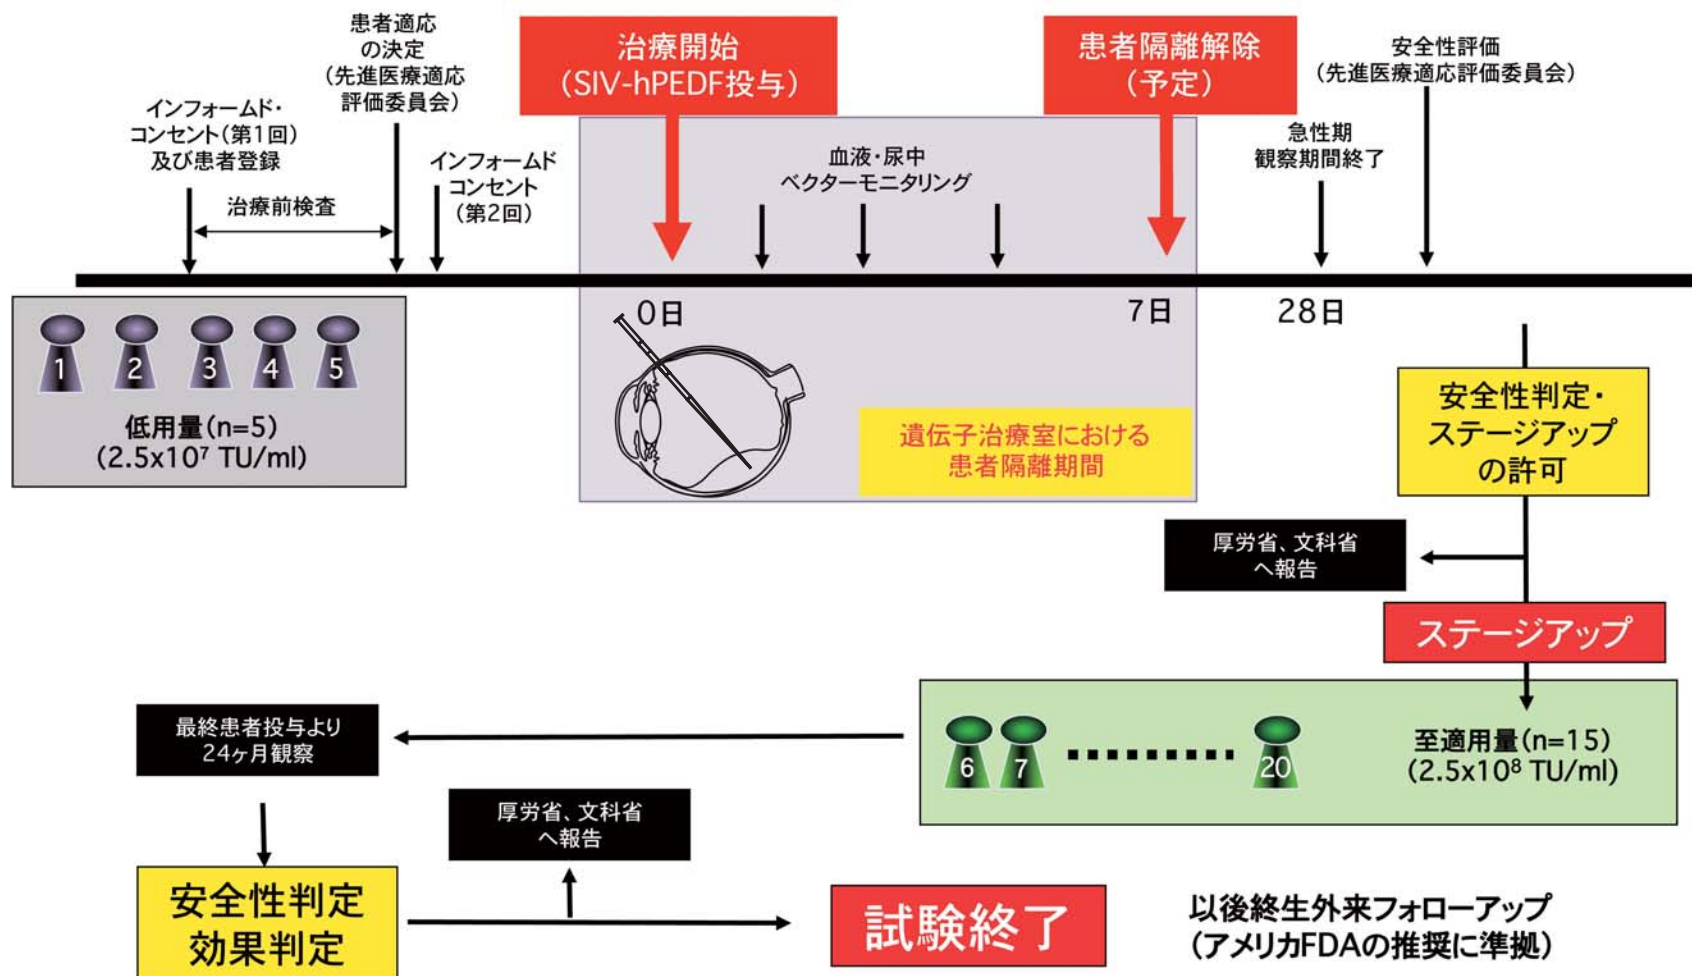 患者適応
の決定
(先進医療適応
評価委員会)
インフォームド・
コンセント(第1回)
及び患者登録
治療前検査
インフォームド
コンセント
(第2回)
治療開始
(SIV-hPEDF投与)
血液・尿中
ベクターモニタリング
患者隔離解除
(予定)
急性期
観察期間終了
安全性評価
(先進医療適応評価委員会)
0日
7日
28日
1 2 3 4 5
低用量(n=5)
(2.5x10⁷ TU/ml)
遺伝子治療室における
患者隔離期間
安全性判定・
ステージアップ
の許可
厚労省、文科省
へ報告
ステージアップ
6 7 20
至適用量(n=15)
(2.5x10⁸ TU/ml)
最終患者投与より
24ヶ月観察
厚労省、文科省
へ報告
安全性判定
効果判定
試験終了
以後終生外来フォローアップ
(アメリカFDAの推奨に準拠)